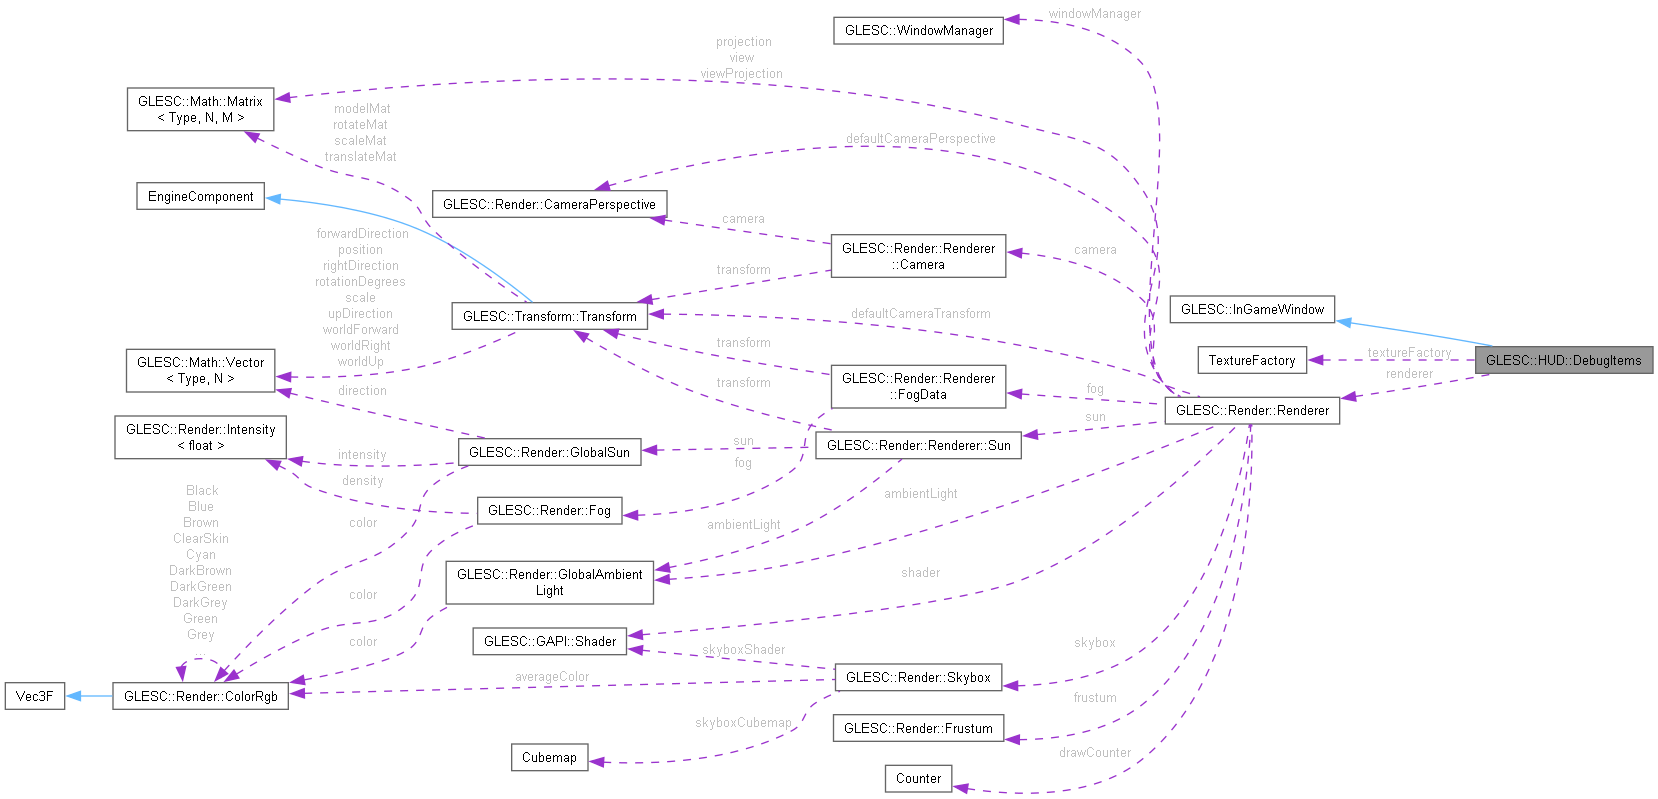 windowManager
GLESC::WindowManager
projection
view
viewProjection
GLESC::Math::Matrix
< Type, N, M >
modelMat
rotateMat
scaleMat
translateMat
defaultCameraPerspective
EngineComponent
GLESC::Render::CameraPerspective
camera
GLESC::Render::Renderer
::Camera
camera
forwardDirection
position
rightDirection
rotationDegrees
scale
upDirection
worldForward
worldRight
worldUp
transform
GLESC::Transform::Transform
defaultCameraTransform
GLESC::InGameWindow
GLESC::Math::Vector
< Type, N >
transform
TextureFactory
textureFactory
GLESC::HUD::DebugItems
renderer
direction
transform
GLESC::Render::Renderer
::FogData
fog
GLESC::Render::Renderer
sun
GLESC::Render::Intensity
< float >
intensity
density
GLESC::Render::GlobalSun
sun
fog
GLESC::Render::Renderer::Sun
Black
Blue
Brown
ClearSkin
Cyan
DarkBrown
DarkGreen
DarkGrey
Green
Grey
...
color
GLESC::Render::Fog
ambientLight
ambientLight
color
GLESC::Render::GlobalAmbient
Light
shader
color
GLESC::GAPI::Shader
skyboxShader
skybox
averageColor
GLESC::Render::Skybox
Vec3F
GLESC::Render::ColorRgb
frustum
skyboxCubemap
GLESC::Render::Frustum
Cubemap
drawCounter
Counter